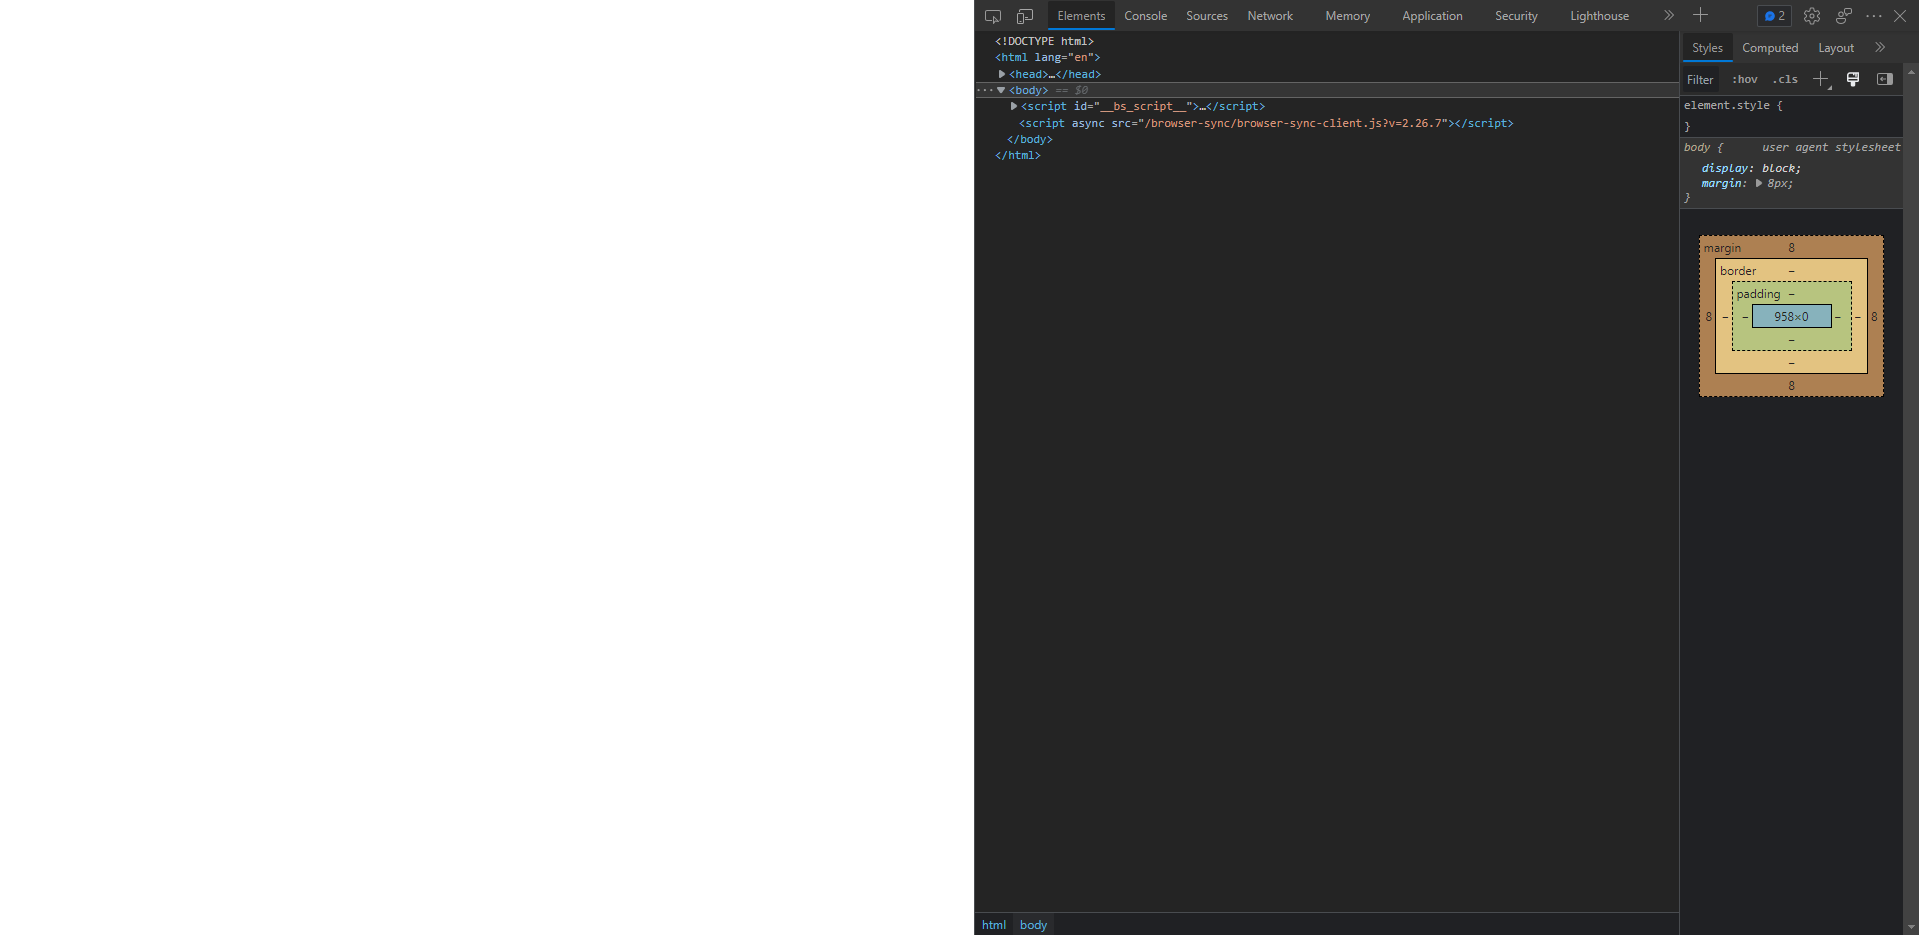 Elements Console Sources Network Memory Application Security Lighthouse 2
<!DOCTYPE html>
<html lang="en">
<head>…</head>
<body> == $0
<script id="__bs_script__">…</script>
<script async src="/browser-sync/browser-sync-client.js?v=2.26.7"></script>
</body>
</html>
html body
Styles Computed Layout
Filter :hov .cls
element.style {
}
body { user agent stylesheet
display: block;
margin: 8px;
}
margin 8
border –
padding –
8 – – 958×0 – – 8
–
–
8